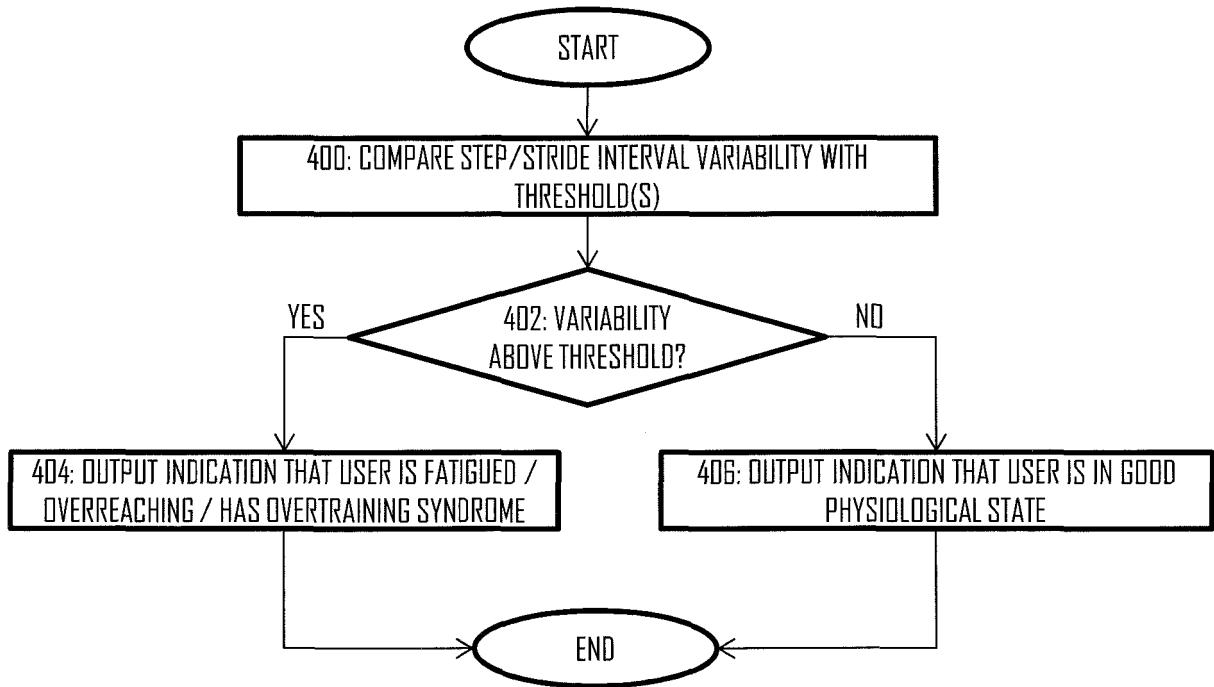 START
400: COMPARE STEP/STRIDE INTERVAL VARIABILITY WITH
THRESHOLD(S)
YES
402: VARIABILITY
ABOVE THRESHOLD?
NO
404: OUTPUT INDICATION THAT USER IS FATIGUED /
OVERREACHING / HAS OVERTRAINING SYNDROME
406: OUTPUT INDICATION THAT USER IS IN GOOD
PHYSIOLOGICAL STATE
END